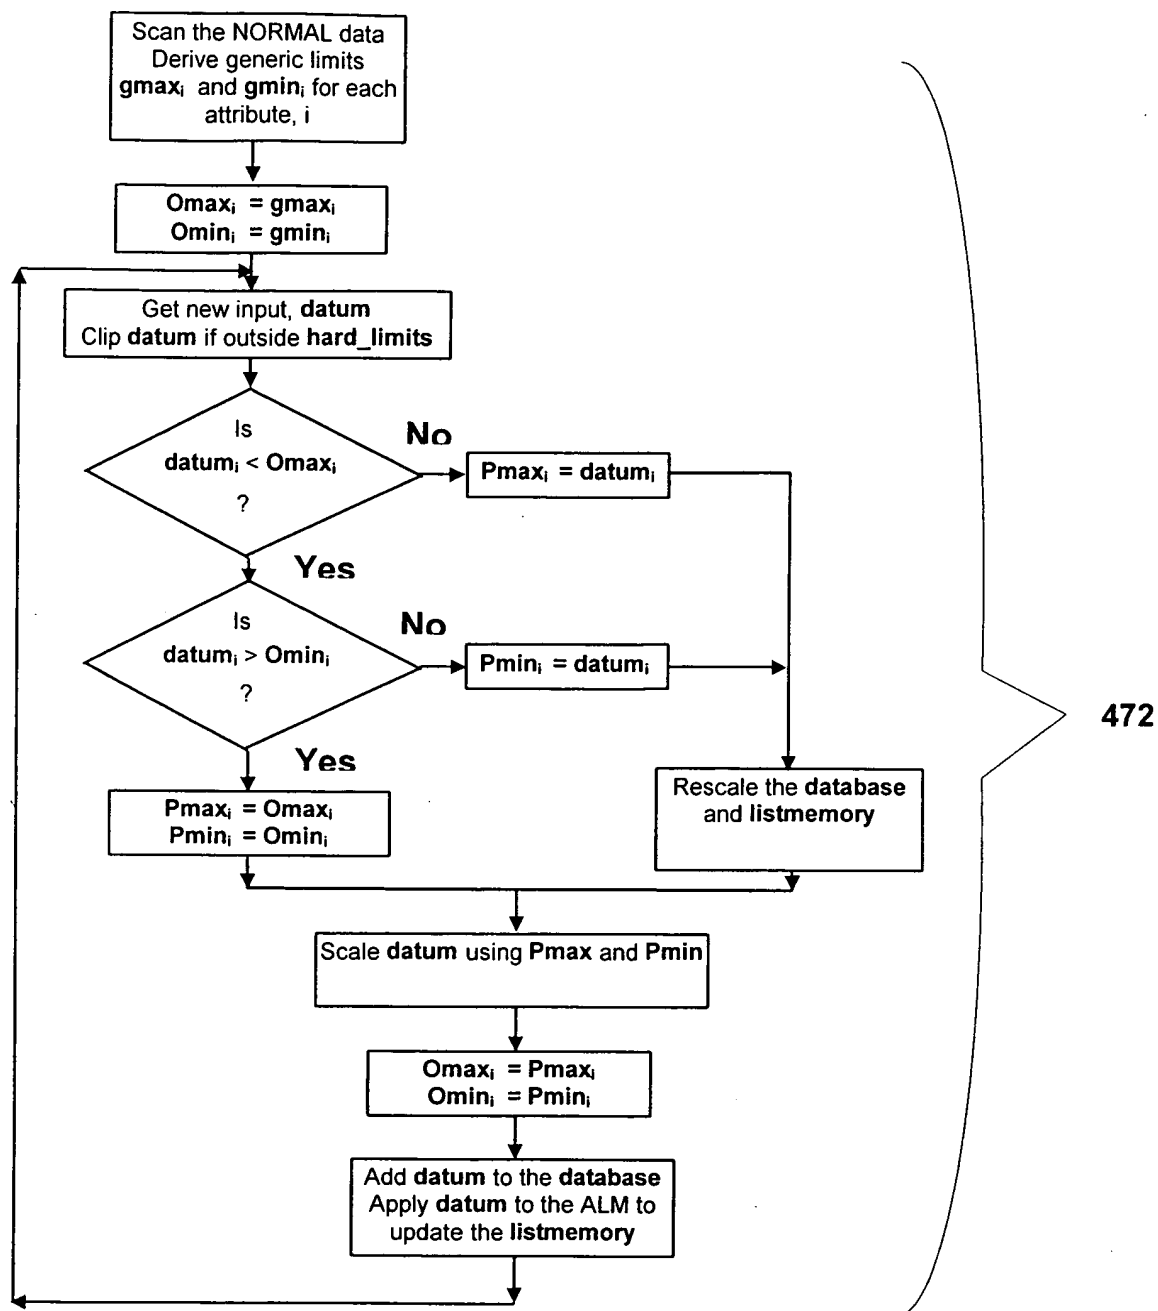 Scan the NORMAL data
Derive generic limits
gmaxᵢ and gminᵢ for each
attribute, i
Omaxᵢ = gmaxᵢ
Ominᵢ = gminᵢ
Get new input, datum
Clip datum if outside hard_limits
Is
datumᵢ < Omaxᵢ
?
No
Pmaxᵢ = datumᵢ
Yes
Is
datumᵢ > Ominᵢ
?
No
Pminᵢ = datumᵢ
472
Yes
Pmaxᵢ = Omaxᵢ
Pminᵢ = Ominᵢ
Rescale the database
and listmemory
Scale datum using Pmax and Pmin
Omaxᵢ = Pmaxᵢ
Ominᵢ = Pminᵢ
Add datum to the database
Apply datum to the ALM to
update the listmemory